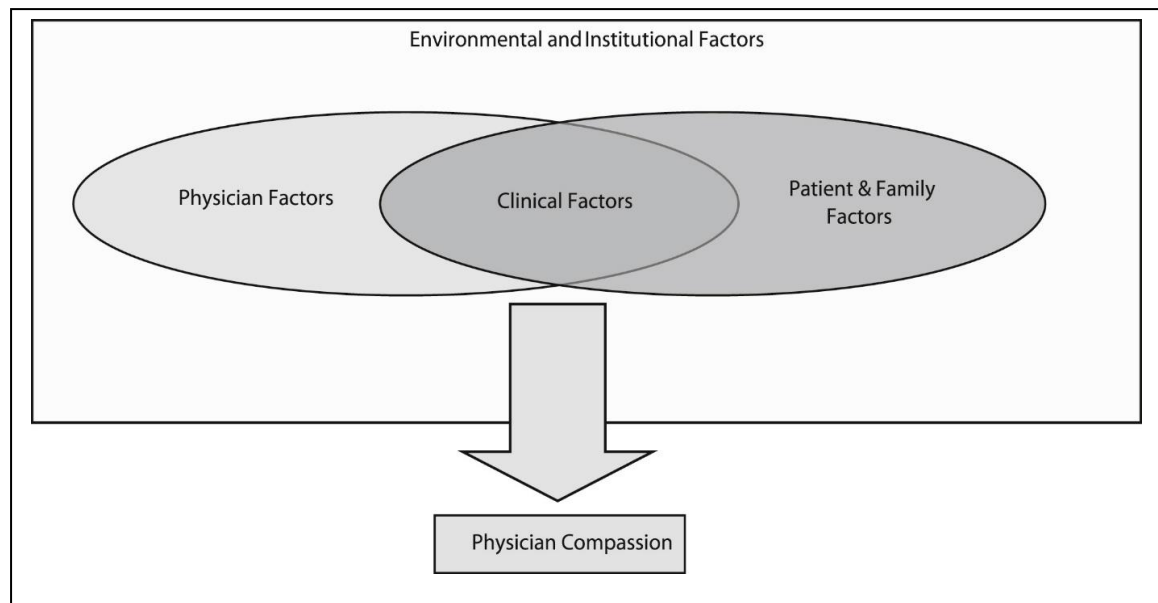 Environmental and Institutional Factors
Physician Factors
Clinical Factors
Patient & Family
Factors
Physician Compassion